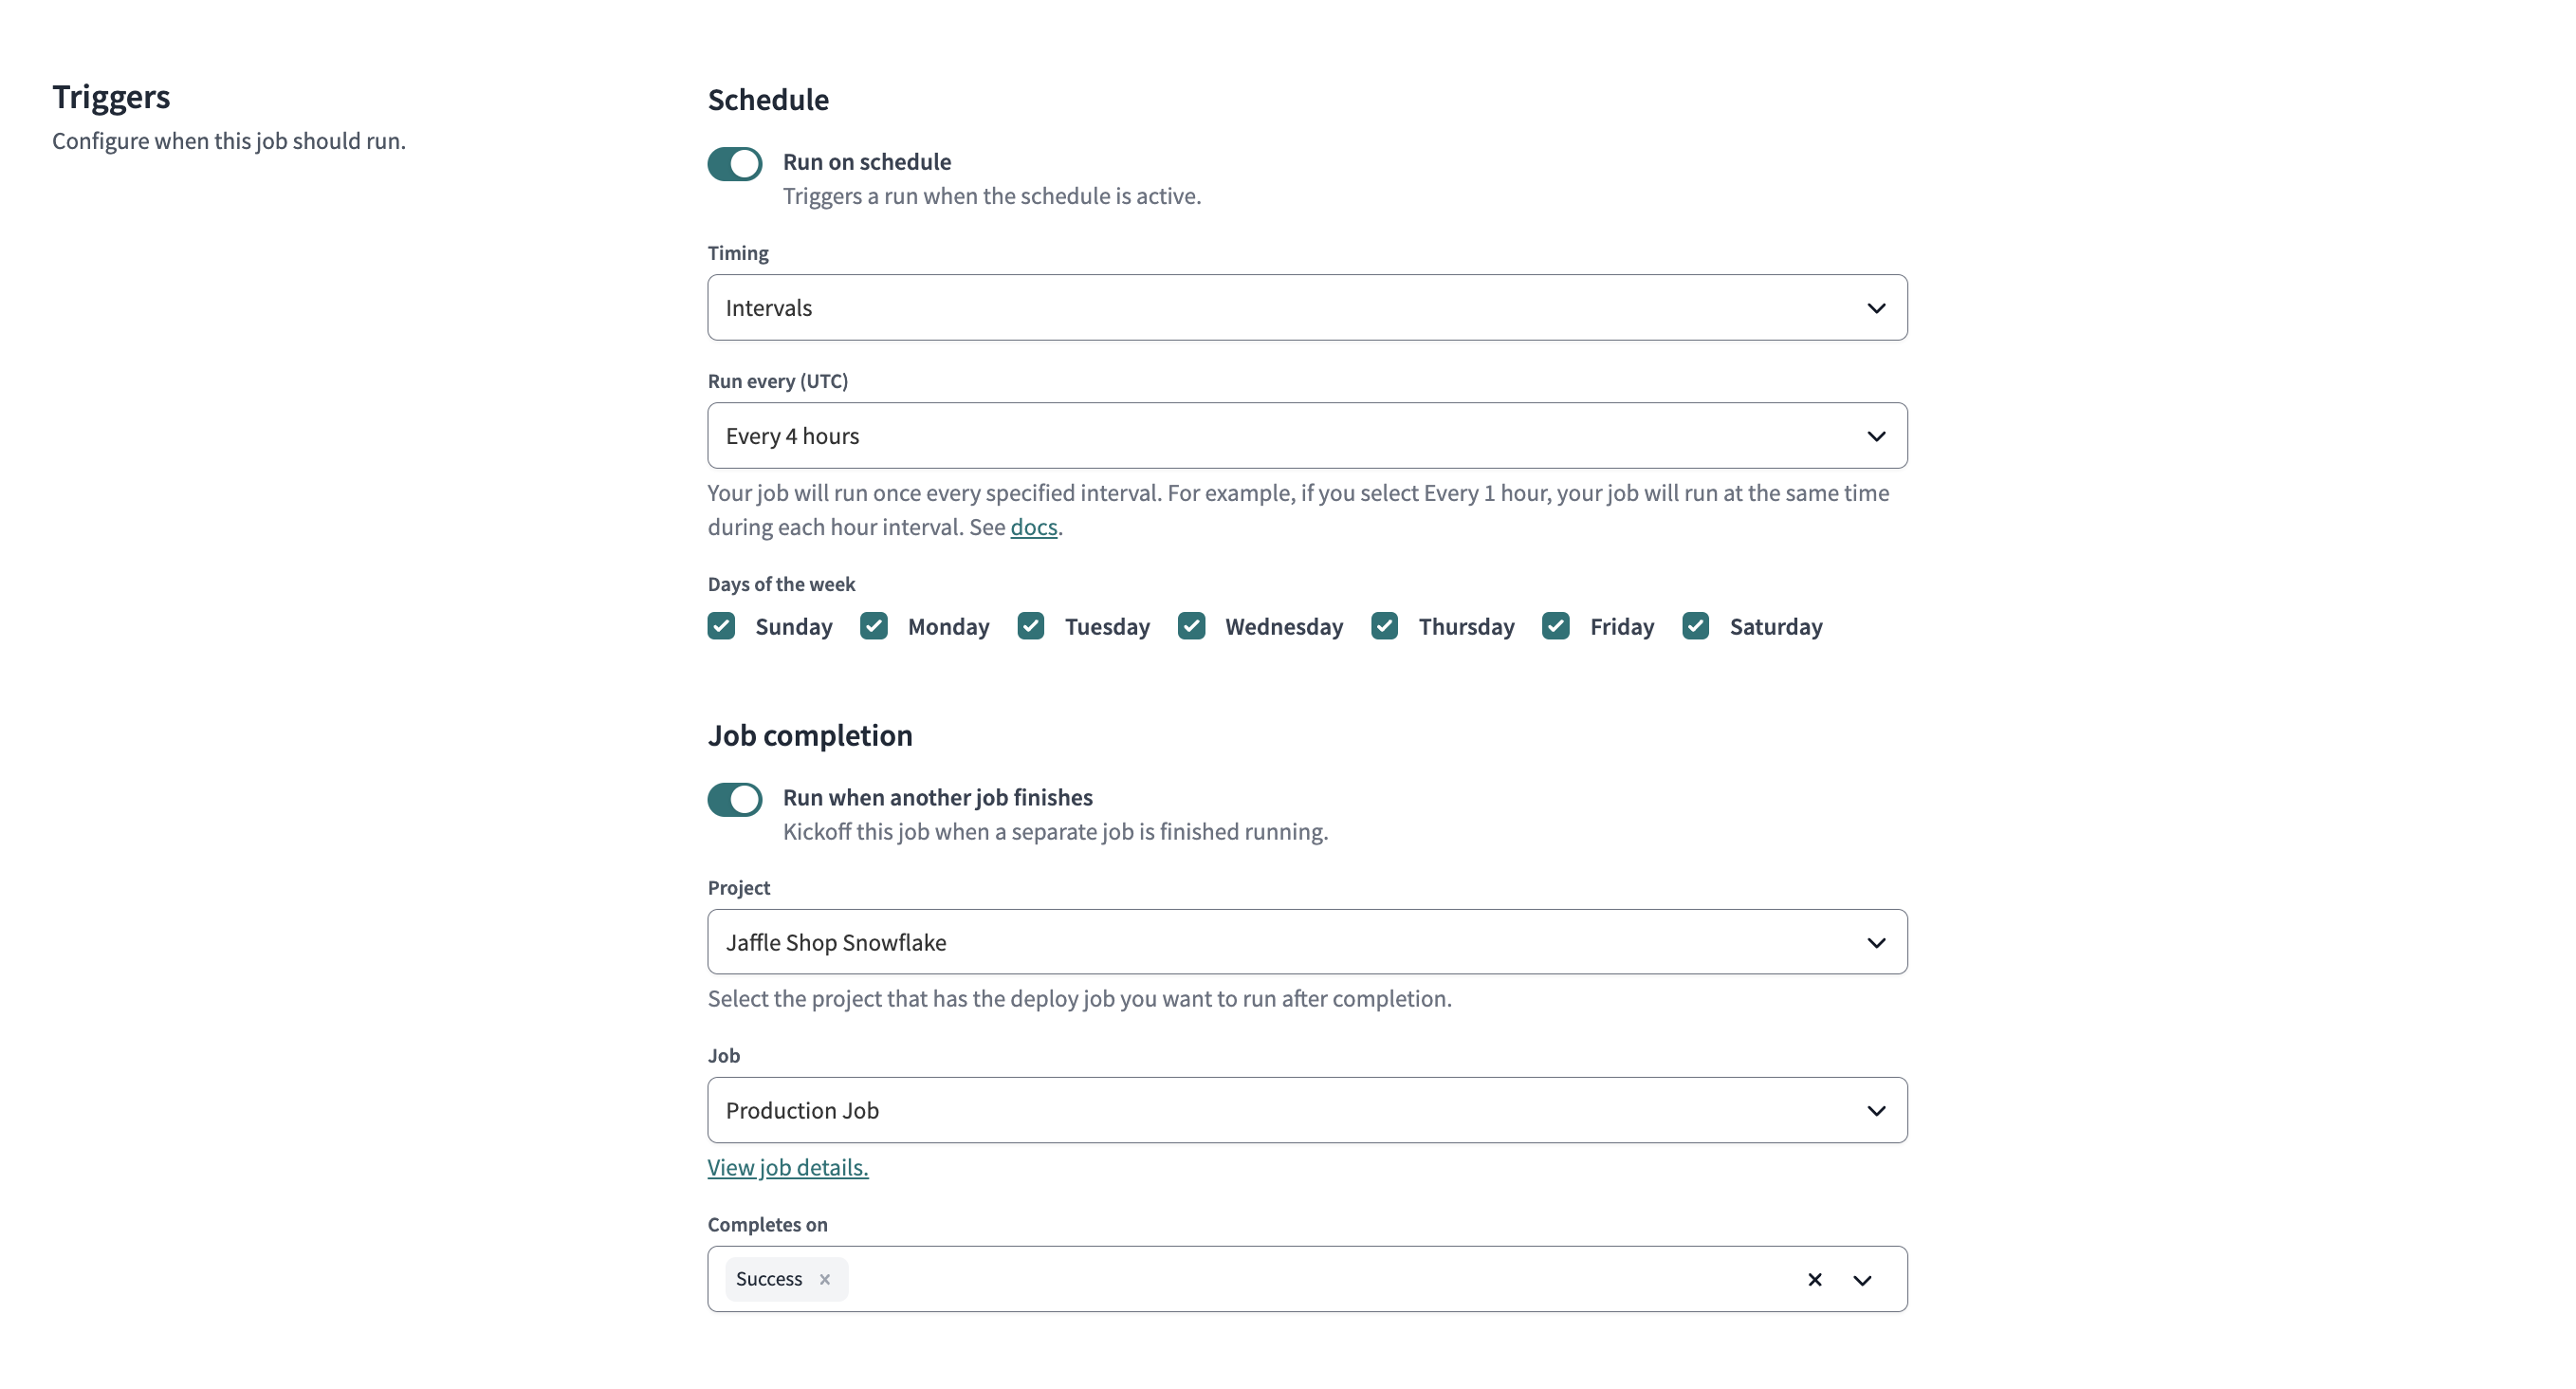 Triggers
Configure when this job should run.
Schedule
Run on schedule
Triggers a run when the schedule is active.
Timing
Intervals
Run every (UTC)
Every 4 hours
Your job will run once every specified interval. For example, if you select Every 1 hour, your job will run at the same time
during each hour interval. See docs.
Days of the week
Sunday Monday Tuesday Wednesday Thursday Friday Saturday
Job completion
Run when another job finishes
Kickoff this job when a separate job is finished running.
Project
Jaffle Shop Snowflake
Select the project that has the deploy job you want to run after completion.
Job
Production Job
View job details.
Completes on
Success